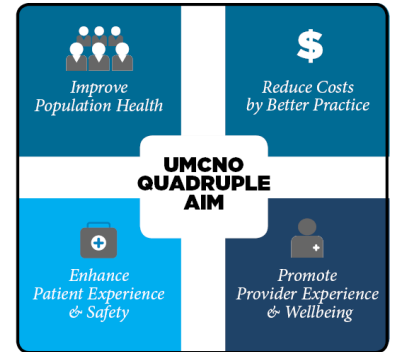 $
Improve
Population Health
Reduce Costs
by Better Practice
UMCNO
QUADRUPLE
AIM
Enhance
Patient Experience
& Safety
Promote
Provider Experience
& Wellbeing